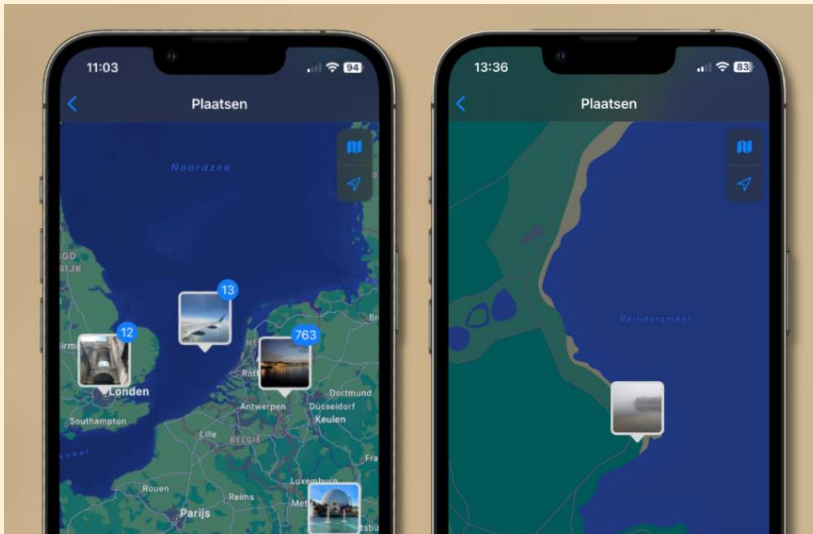 11:03
94
Plaatsen
Noordzee
13
12
763
Londen
Southampton
Dortmund
Antwerpen
Düsseldorf
Keulen
Lille
BELGIË
Luxemburg
Rouen
Reims
Parijs
13:36
83
Plaatsen
Reindersmeer